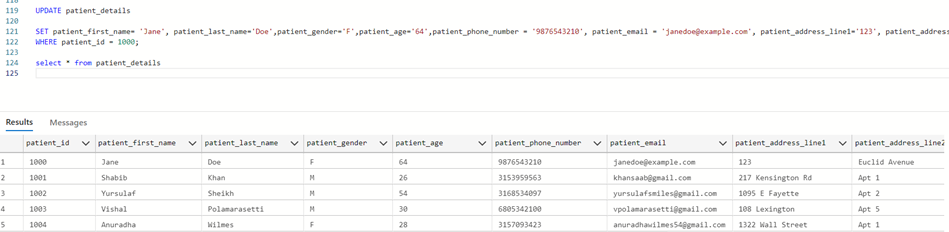 118
119 UPDATE patient_details
120
121 SET patient_first_name= 'Jane', patient_last_name='Doe',patient_gender='F',patient_age='64',patient_phone_number = '9876543210', patient_email = 'janedoe@example.com', patient_address_line1='123', patient_address
122 WHERE patient_id = 1000;
123
124 select * from patient_details
125
Results Messages
patient_id patient_first_name patient_last_name patient_gender patient_age patient_phone_number patient_email patient_address_line1 patient_address_line2
1 1000 Jane Doe F 64 9876543210 janedoe@example.com 123 Euclid Avenue
2 1001 Shabib Khan M 26 3153959563 khansaab@gmail.com 217 Kensington Rd Apt 1
3 1002 Yursulaf Sheikh M 54 3168534097 yursulafsmiles@gmail.com 1095 E Fayette Apt 2
4 1003 Vishal Polamarasetti M 30 6805342100 vpolamarasetti@gmail.com 108 Lexington Apt 5
5 1004 Anuradha Wilmes F 28 3157093423 anuradhawilmes54@gmail.com 1322 Wall Street Apt 1